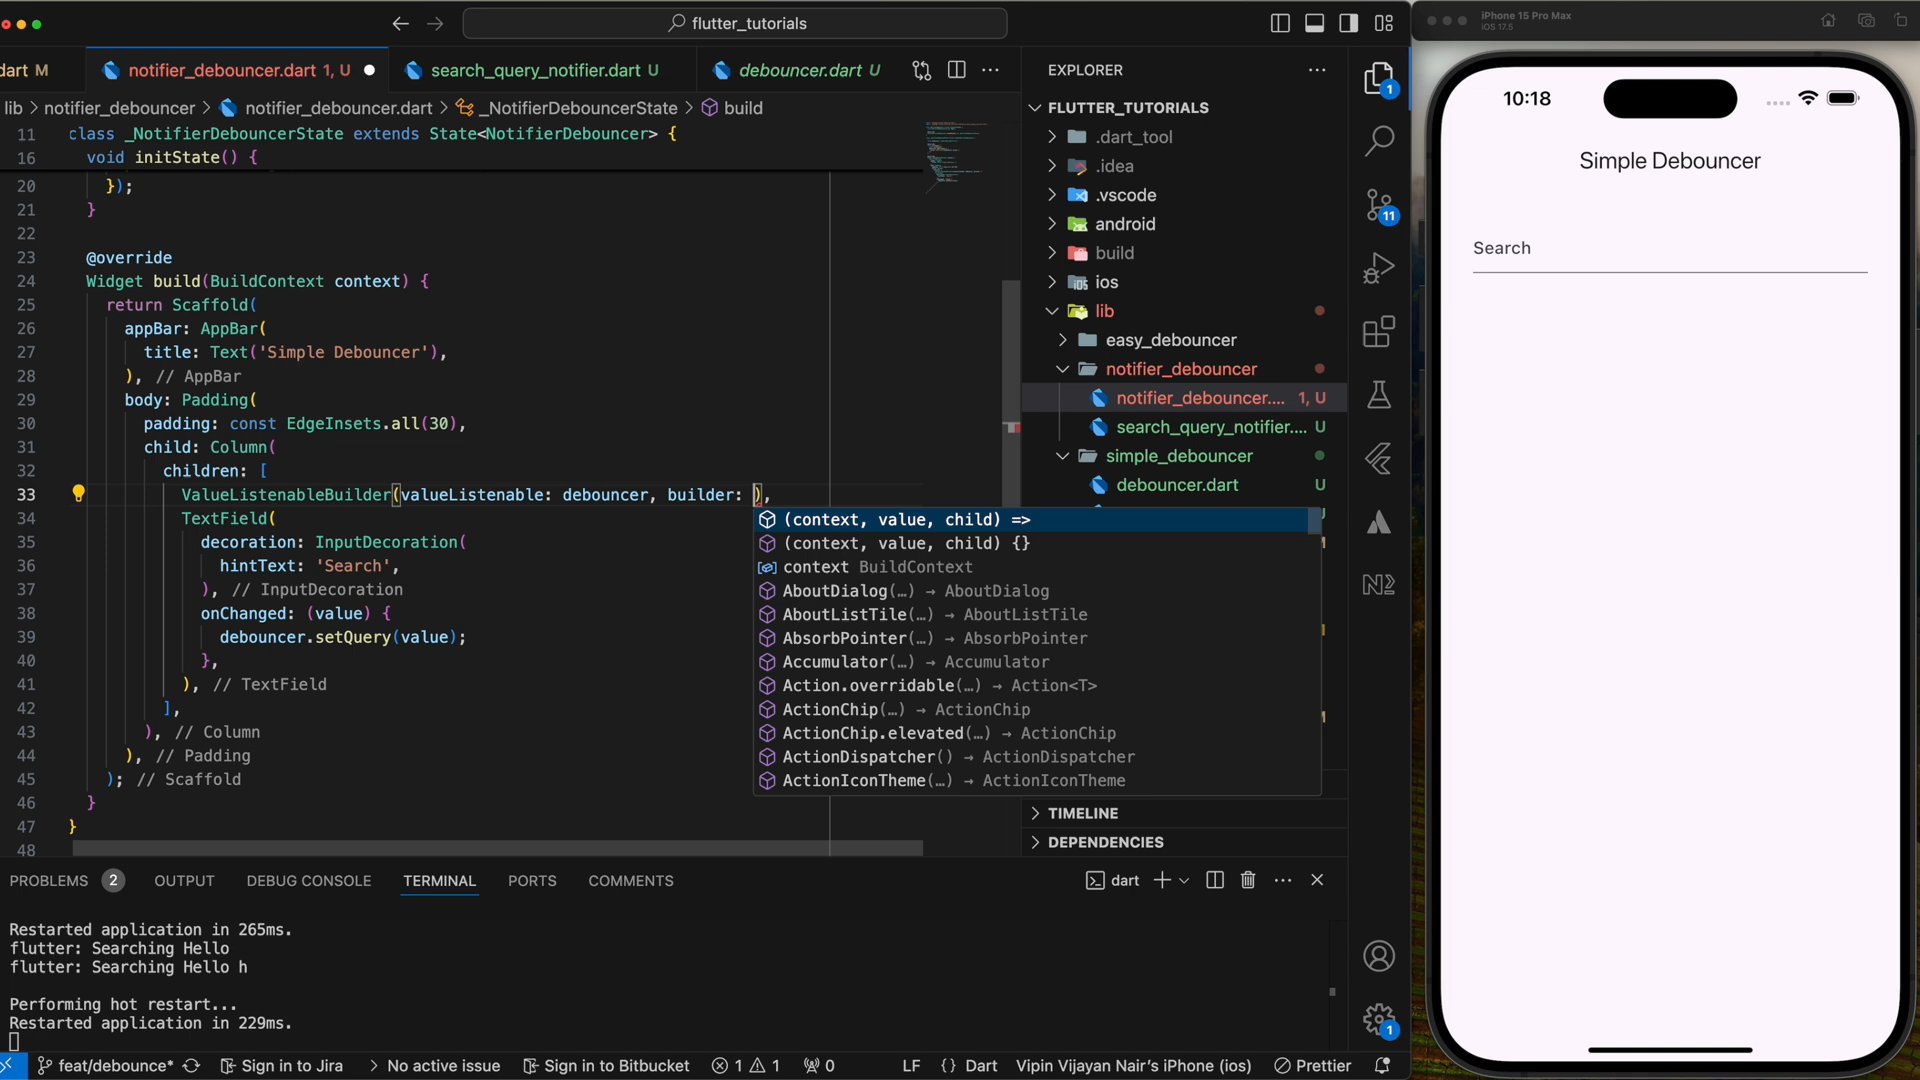 flutter_tutorials
dart M
notifier_debouncer.dart 1, U
search_query_notifier.dart U
debouncer.dart U
lib > notifier_debouncer > notifier_debouncer.dart > _NotifierDebouncerState > build
11 class _NotifierDebouncerState extends State<NotifierDebouncer> {
16 void initState() {
20 });
21 }
22
23 @override
24 Widget build(BuildContext context) {
25 return Scaffold(
26 appBar: AppBar(
27 title: Text('Simple Debouncer'),
28 ), // AppBar
29 body: Padding(
30 padding: const EdgeInsets.all(30),
31 child: Column(
32 children: [
33 ValueListenableBuilder(valueListenable: debouncer, builder: ),
34 TextField(
35 decoration: InputDecoration(
36 hintText: 'Search',
37 ), // InputDecoration
38 onChanged: (value) {
39 debouncer.setQuery(value);
40 },
41 ), // TextField
42 ],
43 ), // Column
44 ), // Padding
45 ); // Scaffold
46 }
47 }
48
(context, value, child) =>
(context, value, child) {}
context BuildContext
AboutDialog(…) → AboutDialog
AboutListTile(…) → AboutListTile
AbsorbPointer(…) → AbsorbPointer
Accumulator(…) → Accumulator
Action.overridable(…) → Action<T>
ActionChip(…) → ActionChip
ActionChip.elevated(…) → ActionChip
ActionDispatcher() → ActionDispatcher
ActionIconTheme(…) → ActionIconTheme
EXPLORER
FLUTTER_TUTORIALS
.dart_tool
.idea
.vscode
android
build
ios
lib
easy_debouncer
notifier_debouncer
notifier_debouncer.... 1, U
search_query_notifier.... U
simple_debouncer
debouncer.dart U
TIMELINE
DEPENDENCIES
1
11
1
PROBLEMS 2 OUTPUT DEBUG CONSOLE TERMINAL PORTS COMMENTS
dart
Restarted application in 265ms.
flutter: Searching Hello
flutter: Searching Hello h
Performing hot restart...
Restarted application in 229ms.
feat/debounce* Sign in to Jira > No active issue Sign in to Bitbucket 1 1 0 LF {} Dart Vipin Vijayan Nair's iPhone (ios) Prettier
iPhone 15 Pro Max
iOS 17.5
10:18
Simple Debouncer
Search